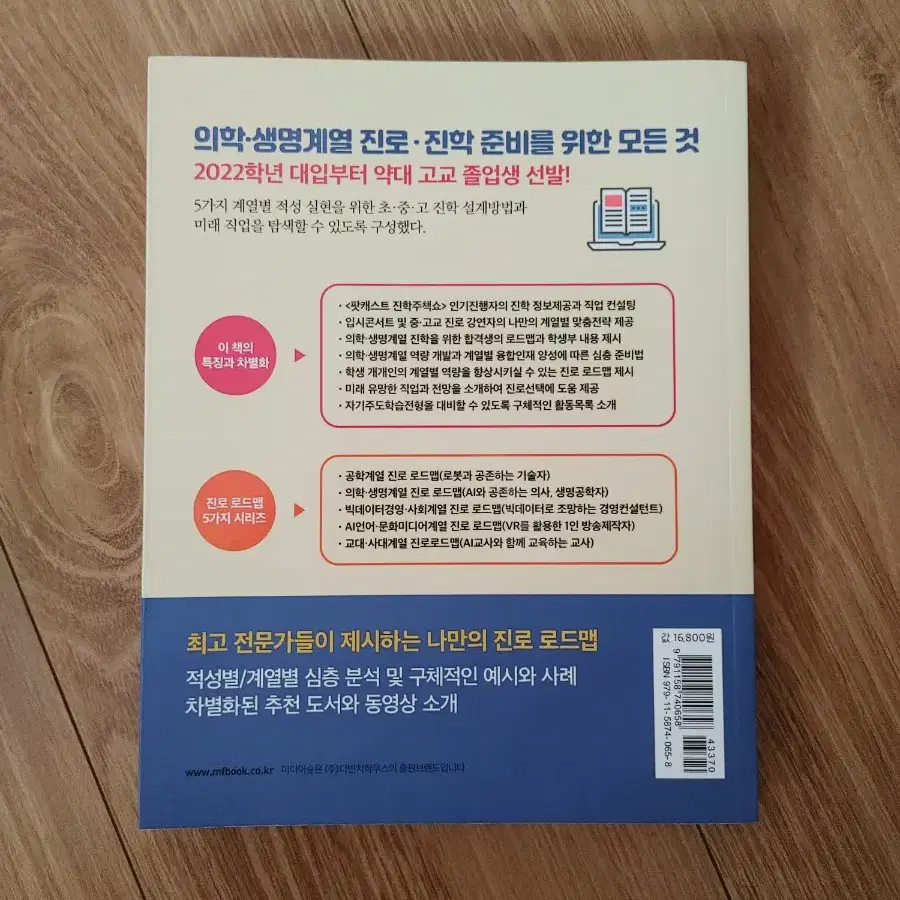 의학·생명계열 진로·진학 준비를 위한 모든 것
2022학년 대입부터 약대 고교 졸업생 선발!
5가지 계열별 적성 실현을 위한 초·중·고 진학 설계방법과
미래 직업을 탐색할 수 있도록 구성했다.
이 책의
특징과 차별화
· <팟캐스트 진학주책쇼> 인기진행자의 진학 정보제공과 직업 컨설팅
· 입시콘서트 및 중·고교 진로 강연자의 나만의 계열별 맞춤전략 제공
· 의학·생명계열 진학을 위한 합격생의 로드맵과 학생부 내용 제시
· 의학·생명계열 역량 개발과 계열별 융합인재 양성에 따른 심층 준비법
· 학생 개개인의 계열별 역량을 향상시키실 수 있는 진로 로드맵 제시
· 미래 유망한 직업과 전망을 소개하여 진로선택에 도움 제공
· 자기주도학습전형을 대비할 수 있도록 구체적인 활동목록 소개
진로 로드맵
5가지 시리즈
· 공학계열 진로 로드맵(로봇과 공존하는 기술자)
· 의학·생명계열 진로 로드맵(AI와 공존하는 의사, 생명공학자)
· 빅데이터경영·사회계열 진로 로드맵(빅데이터로 조망하는 경영컨설턴트)
· AI언어·문화미디어계열 진로 로드맵(VR를 활용한 1인 방송제작자)
· 교대·사대계열 진로로드맵(AI교사와 함께 교육하는 교사)
최고 전문가들이 제시하는 나만의 진로 로드맵
적성별/계열별 심층 분석 및 구체적인 예시와 사례
차별화된 추천 도서와 동영상 소개
www.mfbook.co.kr 미디어숲은 (주)다빈치하우스의 출판브랜드입니다
값 16,800원
9 791158 740658
43370
ISBN 979-11-5874-065-8